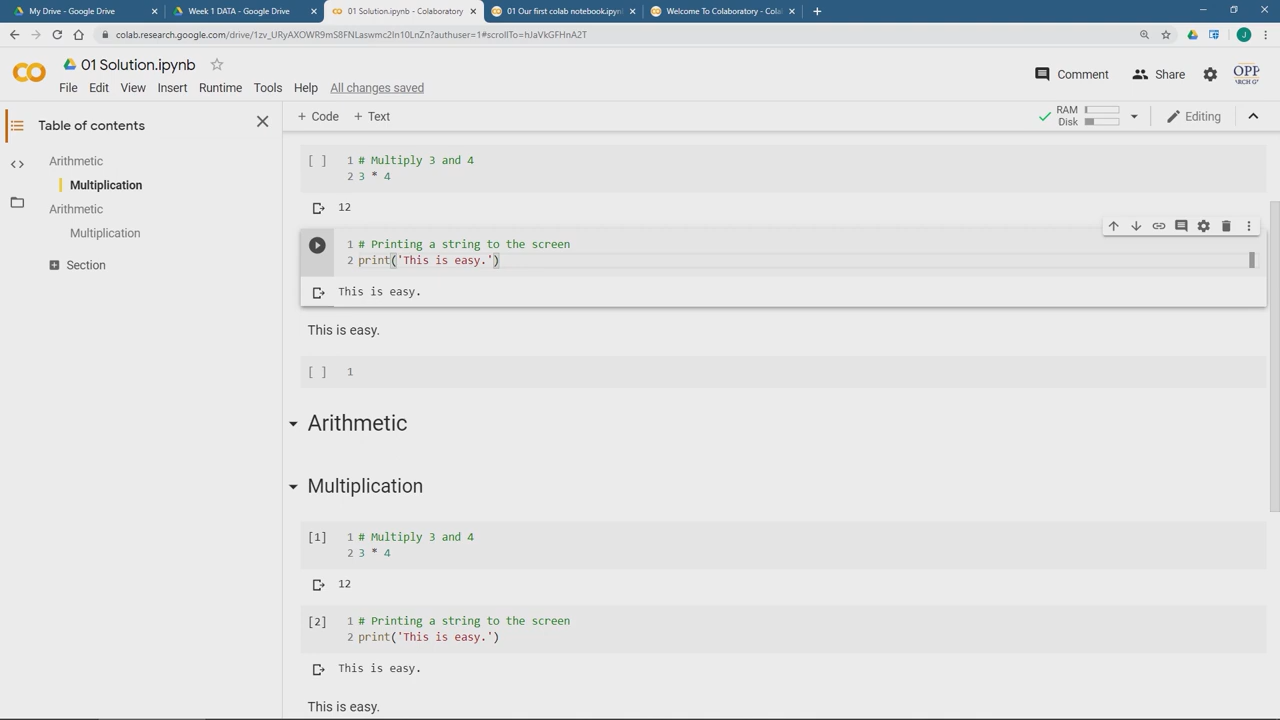 My Drive - Google Drive
Week 1 DATA - Google Drive
01 Solution.ipynb - Colaboratory
01 Our first colab notebook.ipynb
Welcome To Colaboratory - Colab
colab.research.google.com/drive/1zv_URyAXOWR9mS8FNLaswmc2In10LnZn?authuser=1#scrollTo=hJaVkGFHnA2T
J
01 Solution.ipynb
Comment
Share
OPP
ARCH G
File Edit View Insert Runtime Tools Help All changes saved
Table of contents
+ Code + Text
RAM
Disk
Editing
Arithmetic
Multiplication
Arithmetic
Multiplication
Section
[ ] 1 # Multiply 3 and 4
2 3 * 4
12
1 # Printing a string to the screen
2 print('This is easy.')
This is easy.
This is easy.
[ ] 1
Arithmetic
Multiplication
[1] 1 # Multiply 3 and 4
2 3 * 4
12
[2] 1 # Printing a string to the screen
2 print('This is easy.')
This is easy.
This is easy.